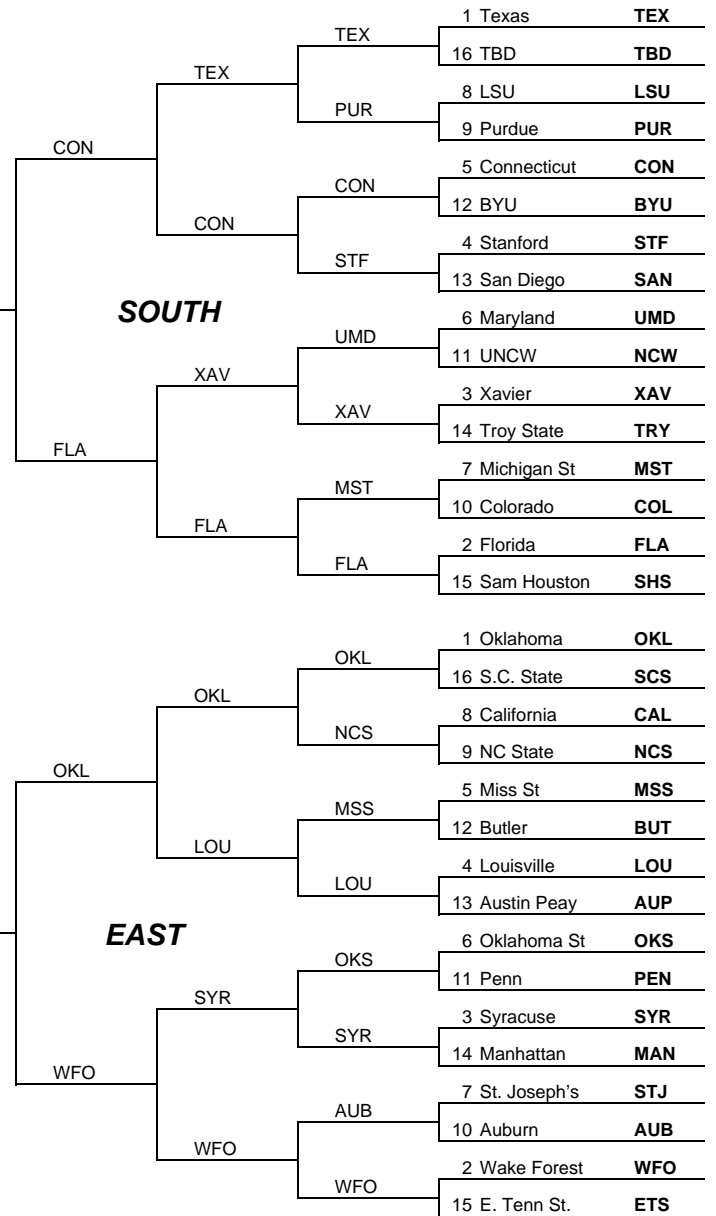 1 Texas TEX
TEX
16 TBD TBD
TEX
8 LSU LSU
PUR
9 Purdue PUR
CON
5 Connecticut CON
CON
12 BYU BYU
CON
4 Stanford STF
STF
13 San Diego SAN
SOUTH
6 Maryland UMD
UMD
11 UNCW NCW
XAV
3 Xavier XAV
XAV
14 Troy State TRY
FLA
7 Michigan St MST
MST
10 Colorado COL
FLA
2 Florida FLA
FLA
15 Sam Houston SHS
1 Oklahoma OKL
OKL
16 S.C. State SCS
OKL
8 California CAL
NCS
9 NC State NCS
OKL
5 Miss St MSS
MSS
12 Butler BUT
LOU
4 Louisville LOU
LOU
13 Austin Peay AUP
EAST
6 Oklahoma St OKS
OKS
11 Penn PEN
SYR
3 Syracuse SYR
SYR
14 Manhattan MAN
WFO
7 St. Joseph's STJ
AUB
10 Auburn AUB
WFO
2 Wake Forest WFO
WFO
15 E. Tenn St. ETS